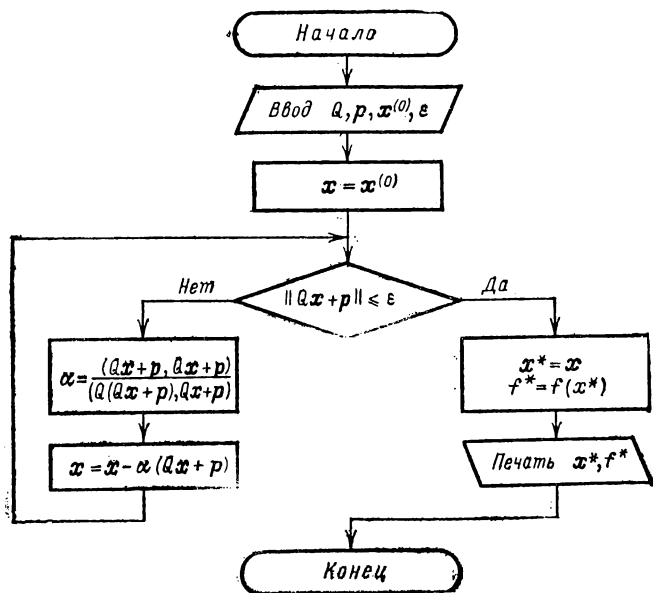 Начало
Ввод Q, p, x⁽⁰⁾, ε
x = x⁽⁰⁾
||Qx + p|| ⩽ ε
Нет
Да
α = (Qx + p, Qx + p) / (Q(Qx + p), Qx + p)
x = x − α (Qx + p)
x* = x
f* = f(x*)
Печать x*, f*
Конец